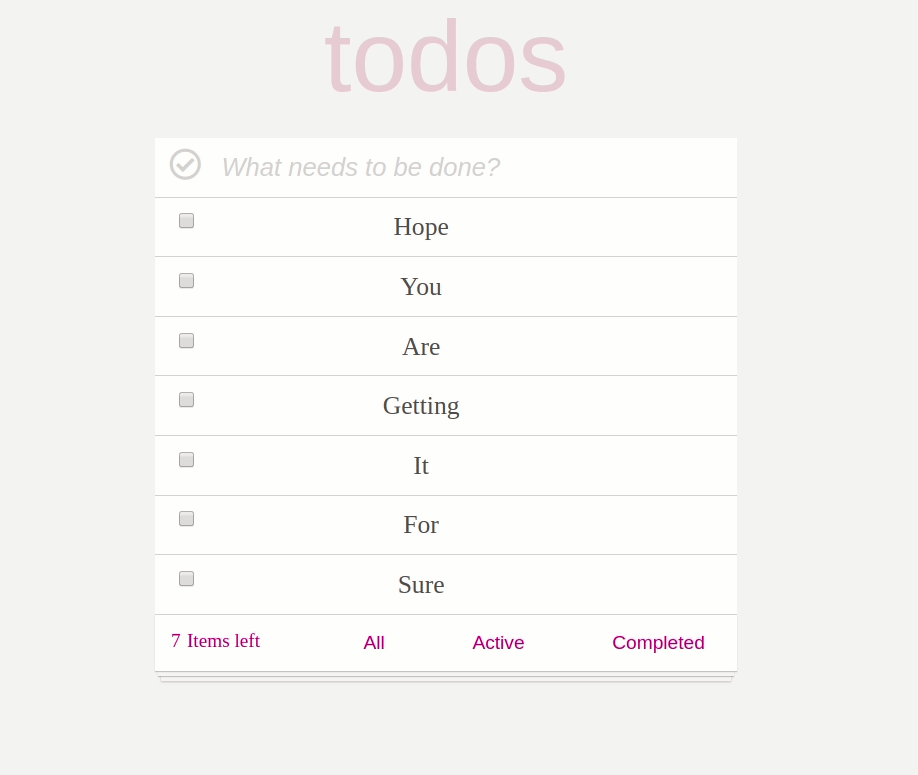 todos
What needs to be done?
Hope
You
Are
Getting
It
For
Sure
7 Items left All Active Completed